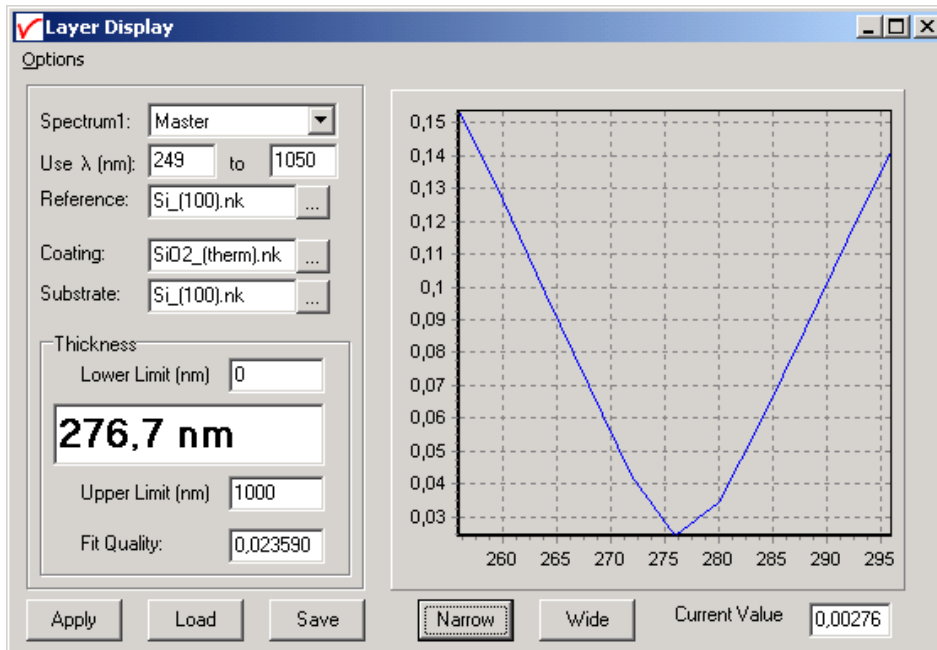 Layer Display
Options
Spectrum1: Master
Use λ (nm): 249 to 1050
Reference: Si_(100).nk ...
Coating: SiO2_(therm).nk ...
Substrate: Si_(100).nk ...
Thickness
Lower Limit (nm) 0
276,7 nm
Upper Limit (nm) 1000
Fit Quality: 0,023590
Apply Load Save
0,15
0,14
0,13
0,12
0,11
0,1
0,09
0,08
0,07
0,06
0,05
0,04
0,03
260 265 270 275 280 285 290 295
Narrow Wide Current Value 0,00276